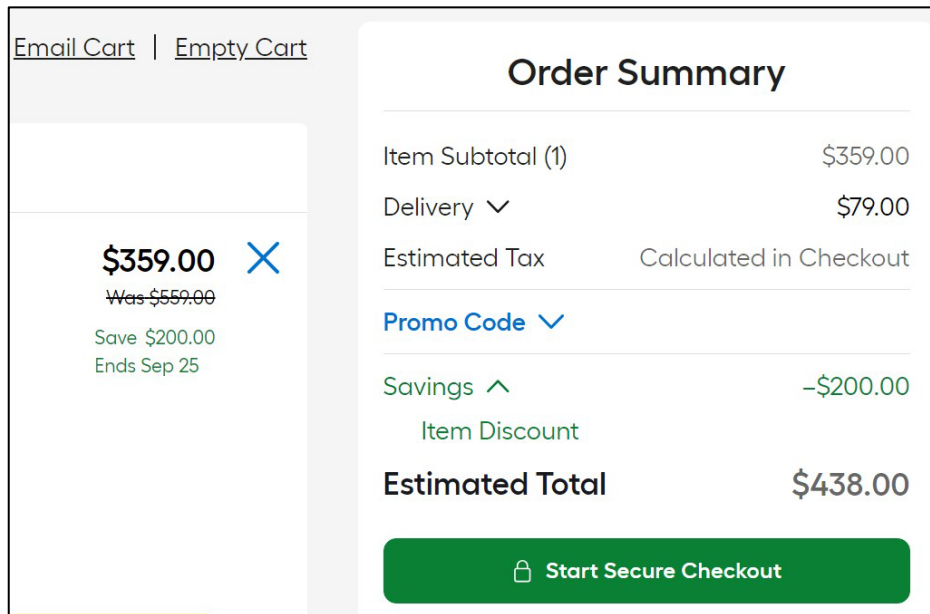 Email Cart | Empty Cart
$359.00
Was $559.00
Save $200.00
Ends Sep 25
Order Summary
Item Subtotal (1) $359.00
Delivery $79.00
Estimated Tax Calculated in Checkout
Promo Code
Savings –$200.00
Item Discount
Estimated Total $438.00
Start Secure Checkout